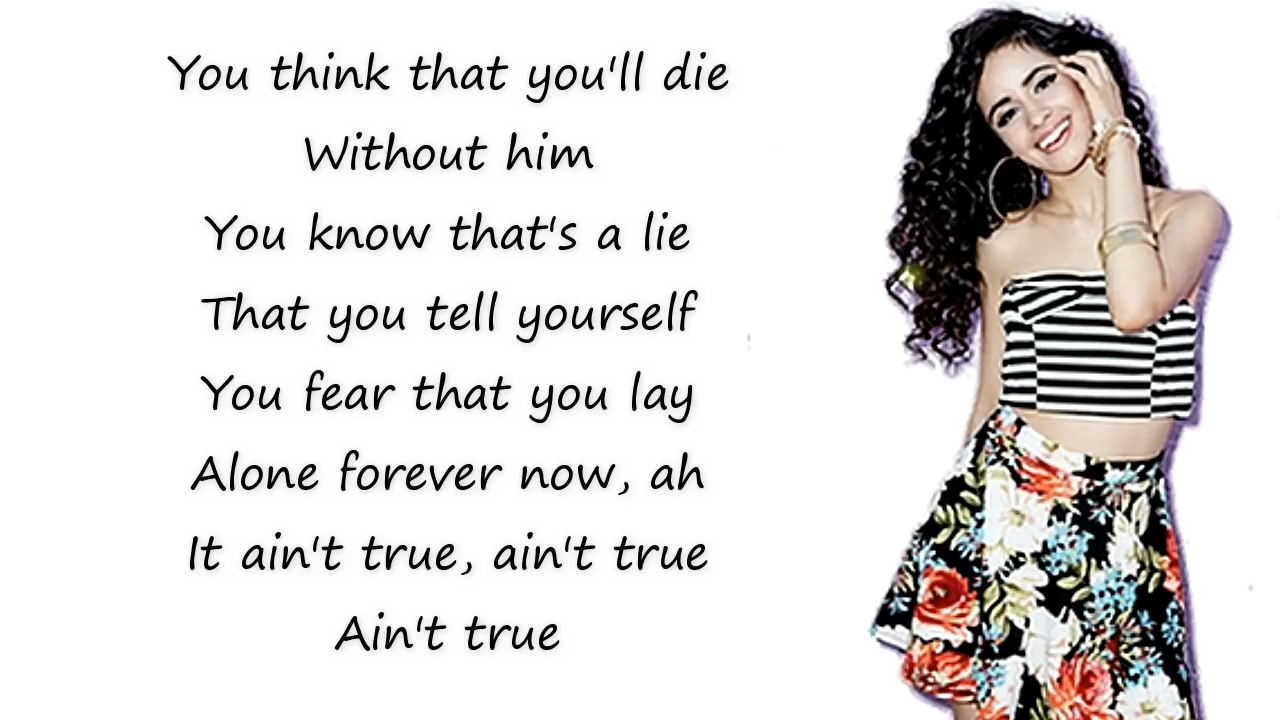 You think that you'll die
Without him
You know that's a lie
That you tell yourself
You fear that you lay
Alone forever now, ah
It ain't true, ain't true
Ain't true